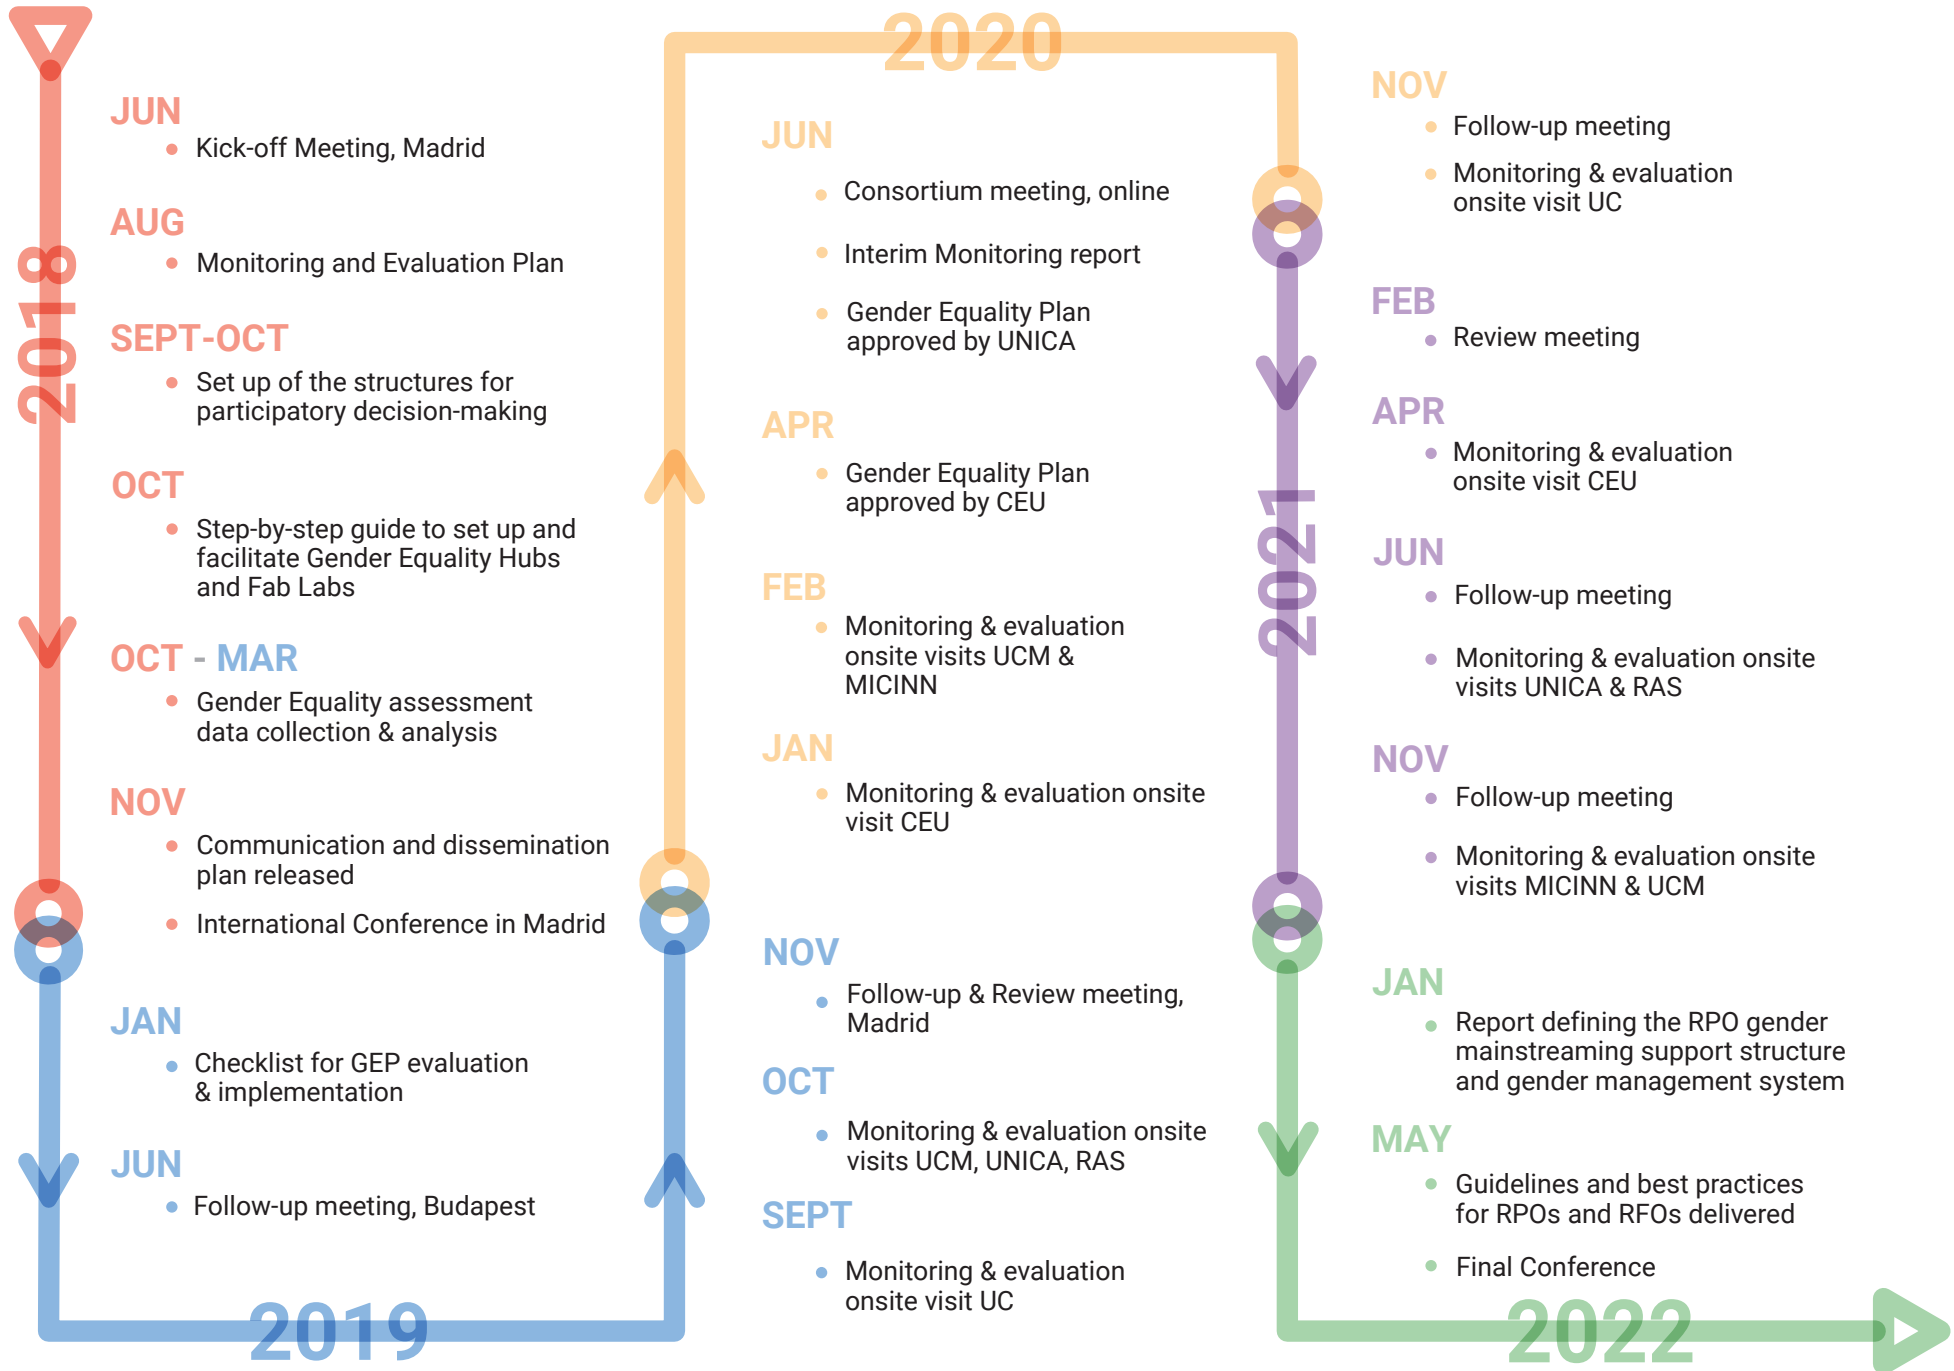 2018
JUN
Kick-off Meeting, Madrid
AUG
Monitoring and Evaluation Plan
SEPT-OCT
Set up of the structures for
participatory decision-making
OCT
Step-by-step guide to set up and
facilitate Gender Equality Hubs
and Fab Labs
OCT - MAR
Gender Equality assessment
data collection & analysis
NOV
Communication and dissemination
plan released
International Conference in Madrid
JAN
Checklist for GEP evaluation
& implementation
JUN
Follow-up meeting, Budapest
2019
2020
JUN
Consortium meeting, online
Interim Monitoring report
Gender Equality Plan
approved by UNICA
APR
Gender Equality Plan
approved by CEU
FEB
Monitoring & evaluation
onsite visits UCM &
MICINN
JAN
Monitoring & evaluation onsite
visit CEU
NOV
Follow-up & Review meeting,
Madrid
OCT
Monitoring & evaluation onsite
visits UCM, UNICA, RAS
SEPT
Monitoring & evaluation
onsite visit UC
NOV
Follow-up meeting
Monitoring & evaluation
onsite visit UC
2021
FEB
Review meeting
APR
Monitoring & evaluation
onsite visit CEU
JUN
Follow-up meeting
Monitoring & evaluation onsite
visits UNICA & RAS
NOV
Follow-up meeting
Monitoring & evaluation onsite
visits MICINN & UCM
JAN
Report defining the RPO gender
mainstreaming support structure
and gender management system
MAY
Guidelines and best practices
for RPOs and RFOs delivered
Final Conference
2022